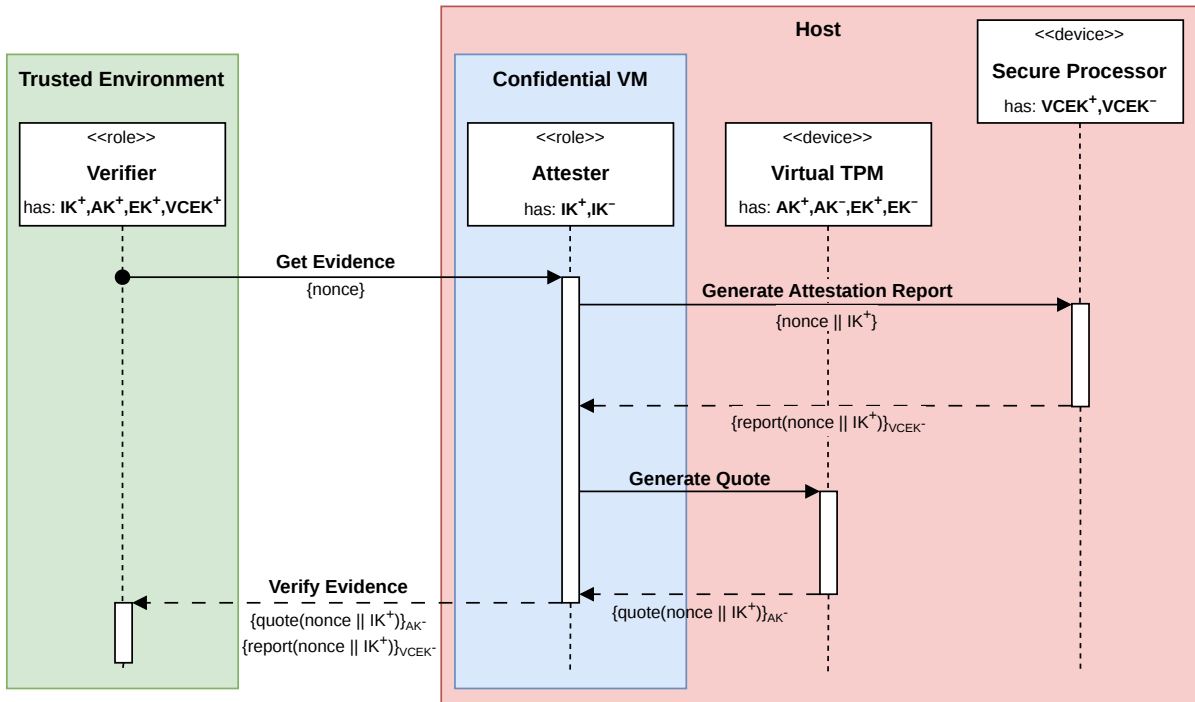 Host
<<device>>
Secure Processor
has: VCEK⁺,VCEK⁻
Trusted Environment
Confidential VM
<<role>>
Verifier
has: IK⁺,AK⁺,EK⁺,VCEK⁺
<<role>>
Attester
has: IK⁺,IK⁻
<<device>>
Virtual TPM
has: AK⁺,AK⁻,EK⁺,EK⁻
Get Evidence
{nonce}
Generate Attestation Report
{nonce || IK⁺}
{report(nonce || IK⁺)}VCEK⁻
Generate Quote
{quote(nonce || IK⁺)}AK⁻
Verify Evidence
{quote(nonce || IK⁺)}AK⁻
{report(nonce || IK⁺)}VCEK⁻